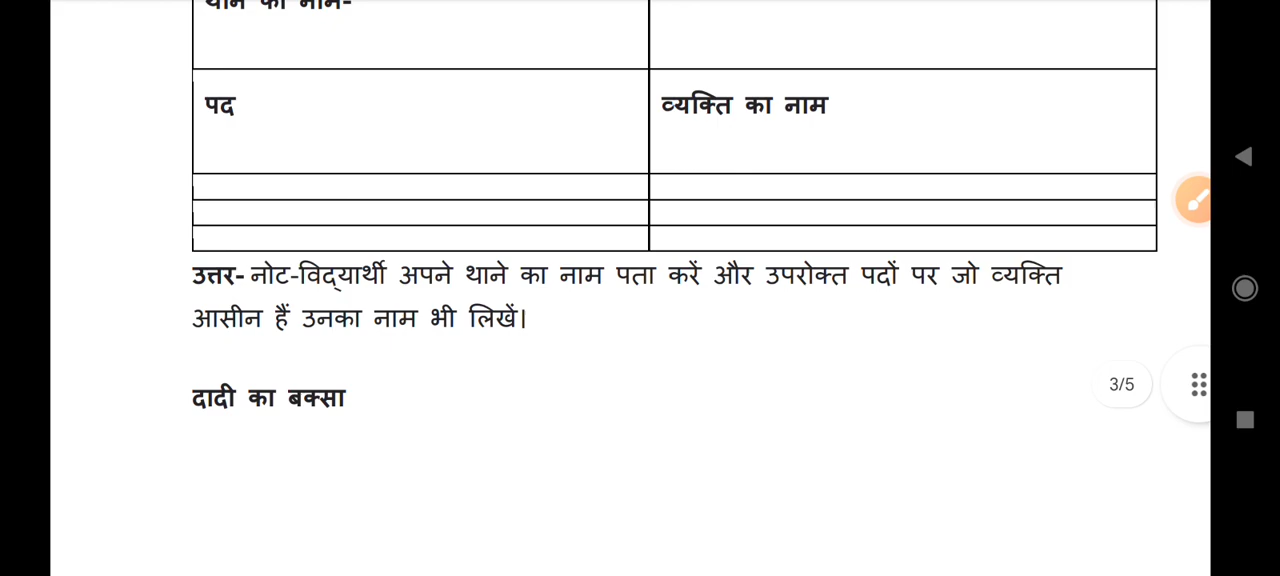 थाने का नाम-
पद
व्यक्ति का नाम
उत्तर- नोट-विद्यार्थी अपने थाने का नाम पता करें और उपरोक्त पदों पर जो व्यक्ति
आसीन हैं उनका नाम भी लिखें।
दादी का बक्सा
3/5